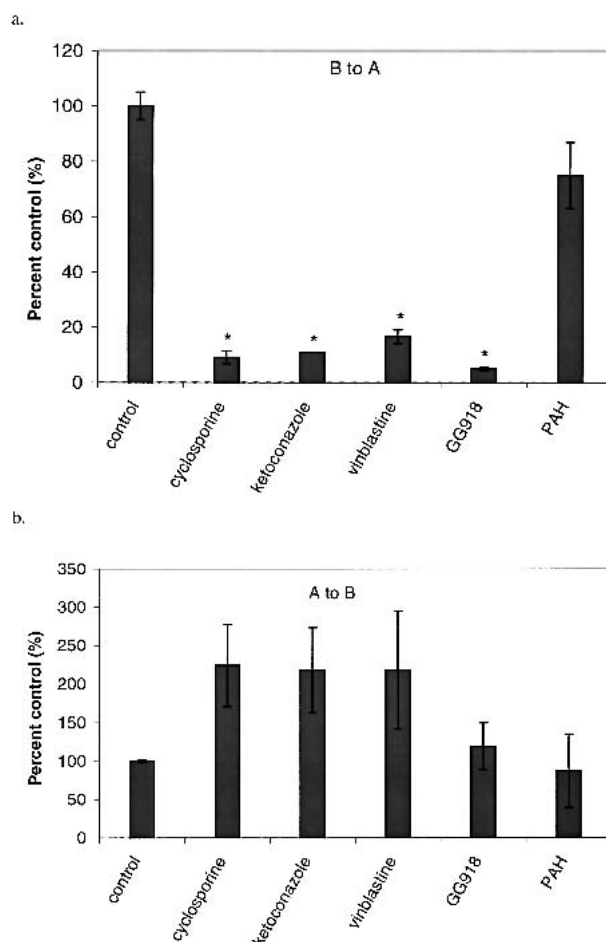 a.
B to A
Percent control (%)
120
100
80
60
40
20
0
*
*
*
*
control
cyclosporine
ketoconazole
vinblastine
GG918
PAH
b.
A to B
Percent control (%)
350
300
250
200
150
100
50
0
control
cyclosporine
ketoconazole
vinblastine
GG918
PAH